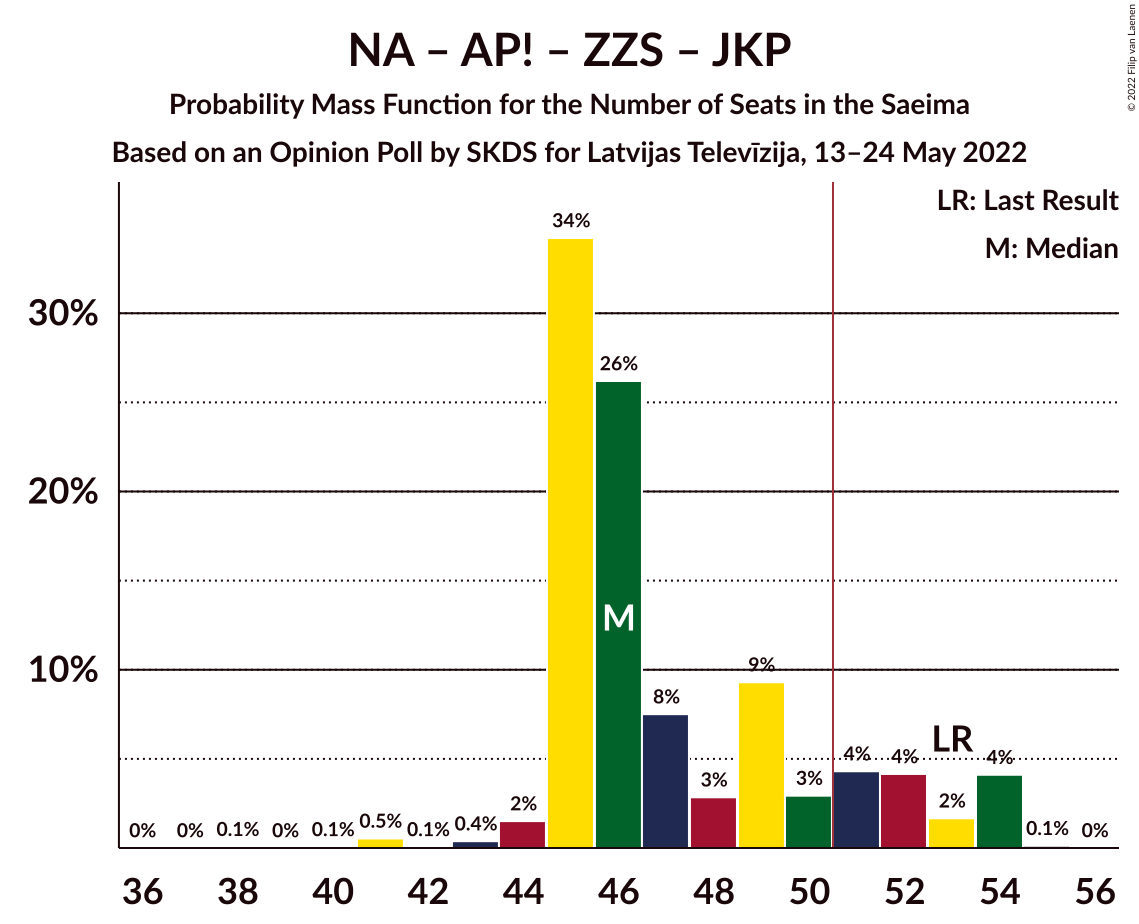 NA – AP! – ZZS – JKP
Probability Mass Function for the Number of Seats in the Saeima
Based on an Opinion Poll by SKDS for Latvijas Televīzija, 13–24 May 2022
© 2022 Filip van Laenen
LR: Last Result
M: Median
30%
20%
10%
0%
0%
0.1%
0%
0.1%
0.5%
0.1%
0.4%
2%
34%
26%
8%
3%
9%
3%
4%
4%
2%
4%
0.1%
0%
M
LR
36 38 40 42 44 46 48 50 52 54 56